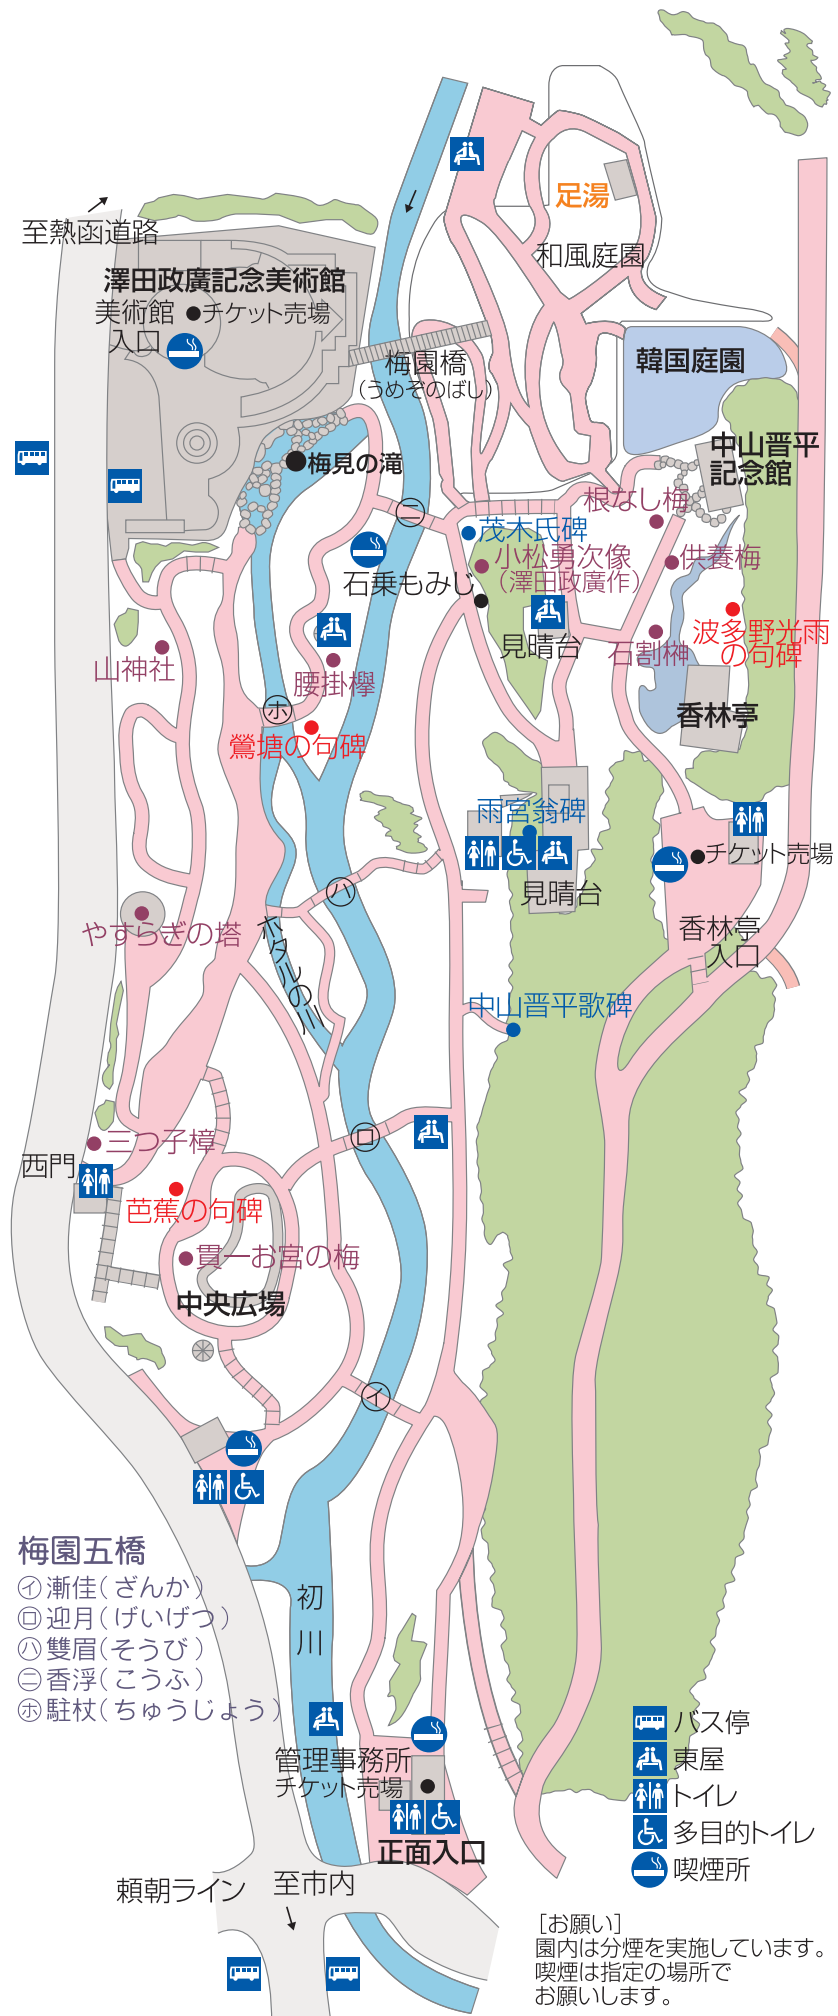 至熱函道路
足湯
和風庭園
澤田政廣記念美術館
美術館
入口
チケット売場
梅園橋
(うめぞのばし)
韓国庭園
中山晋平
記念館
梅見の滝
㊁
根なし梅
茂木氏碑
小松勇次像
(澤田政廣作)
供養梅
石乗もみじ
見晴台
石割榊
波多野光雨
の句碑
山神社
腰掛欅
香林亭
ホ
鶯塘の句碑
雨宮翁碑
チケット売場
ハ
見晴台
やすらぎの塔
ホタルの川
香林亭
入口
中山晋平歌碑
三つ子樟
ロ
西門
芭蕉の句碑
貫一お宮の梅
中央広場
イ
梅園五橋
イ漸佳(ざんか)
ロ迎月(げいげつ)
ハ雙眉(そうび)
ニ香浮(こうふ)
ホ駐杖(ちゅうじょう)
初川
管理事務所
チケット売場
正面入口
バス停
東屋
トイレ
多目的トイレ
喫煙所
頼朝ライン
至市内
[お願い]
園内は分煙を実施しています。
喫煙は指定の場所で
お願いします。